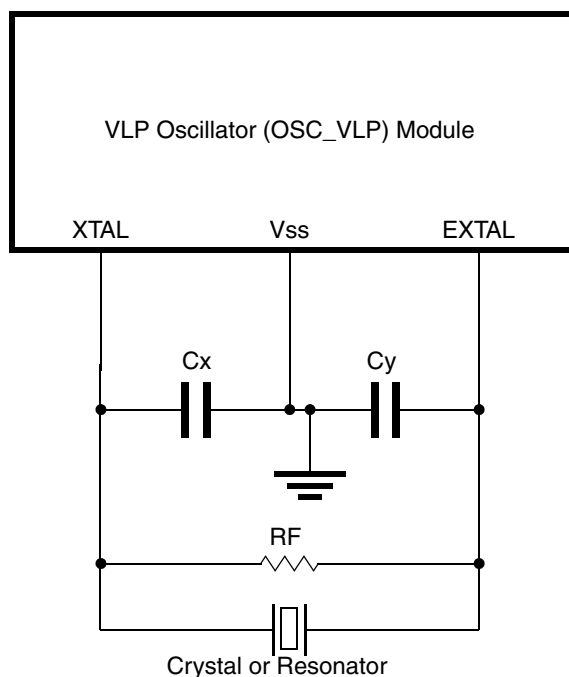 VLP Oscillator (OSC_VLP) Module
XTAL Vss EXTAL
Cx Cy
RF
Crystal or Resonator